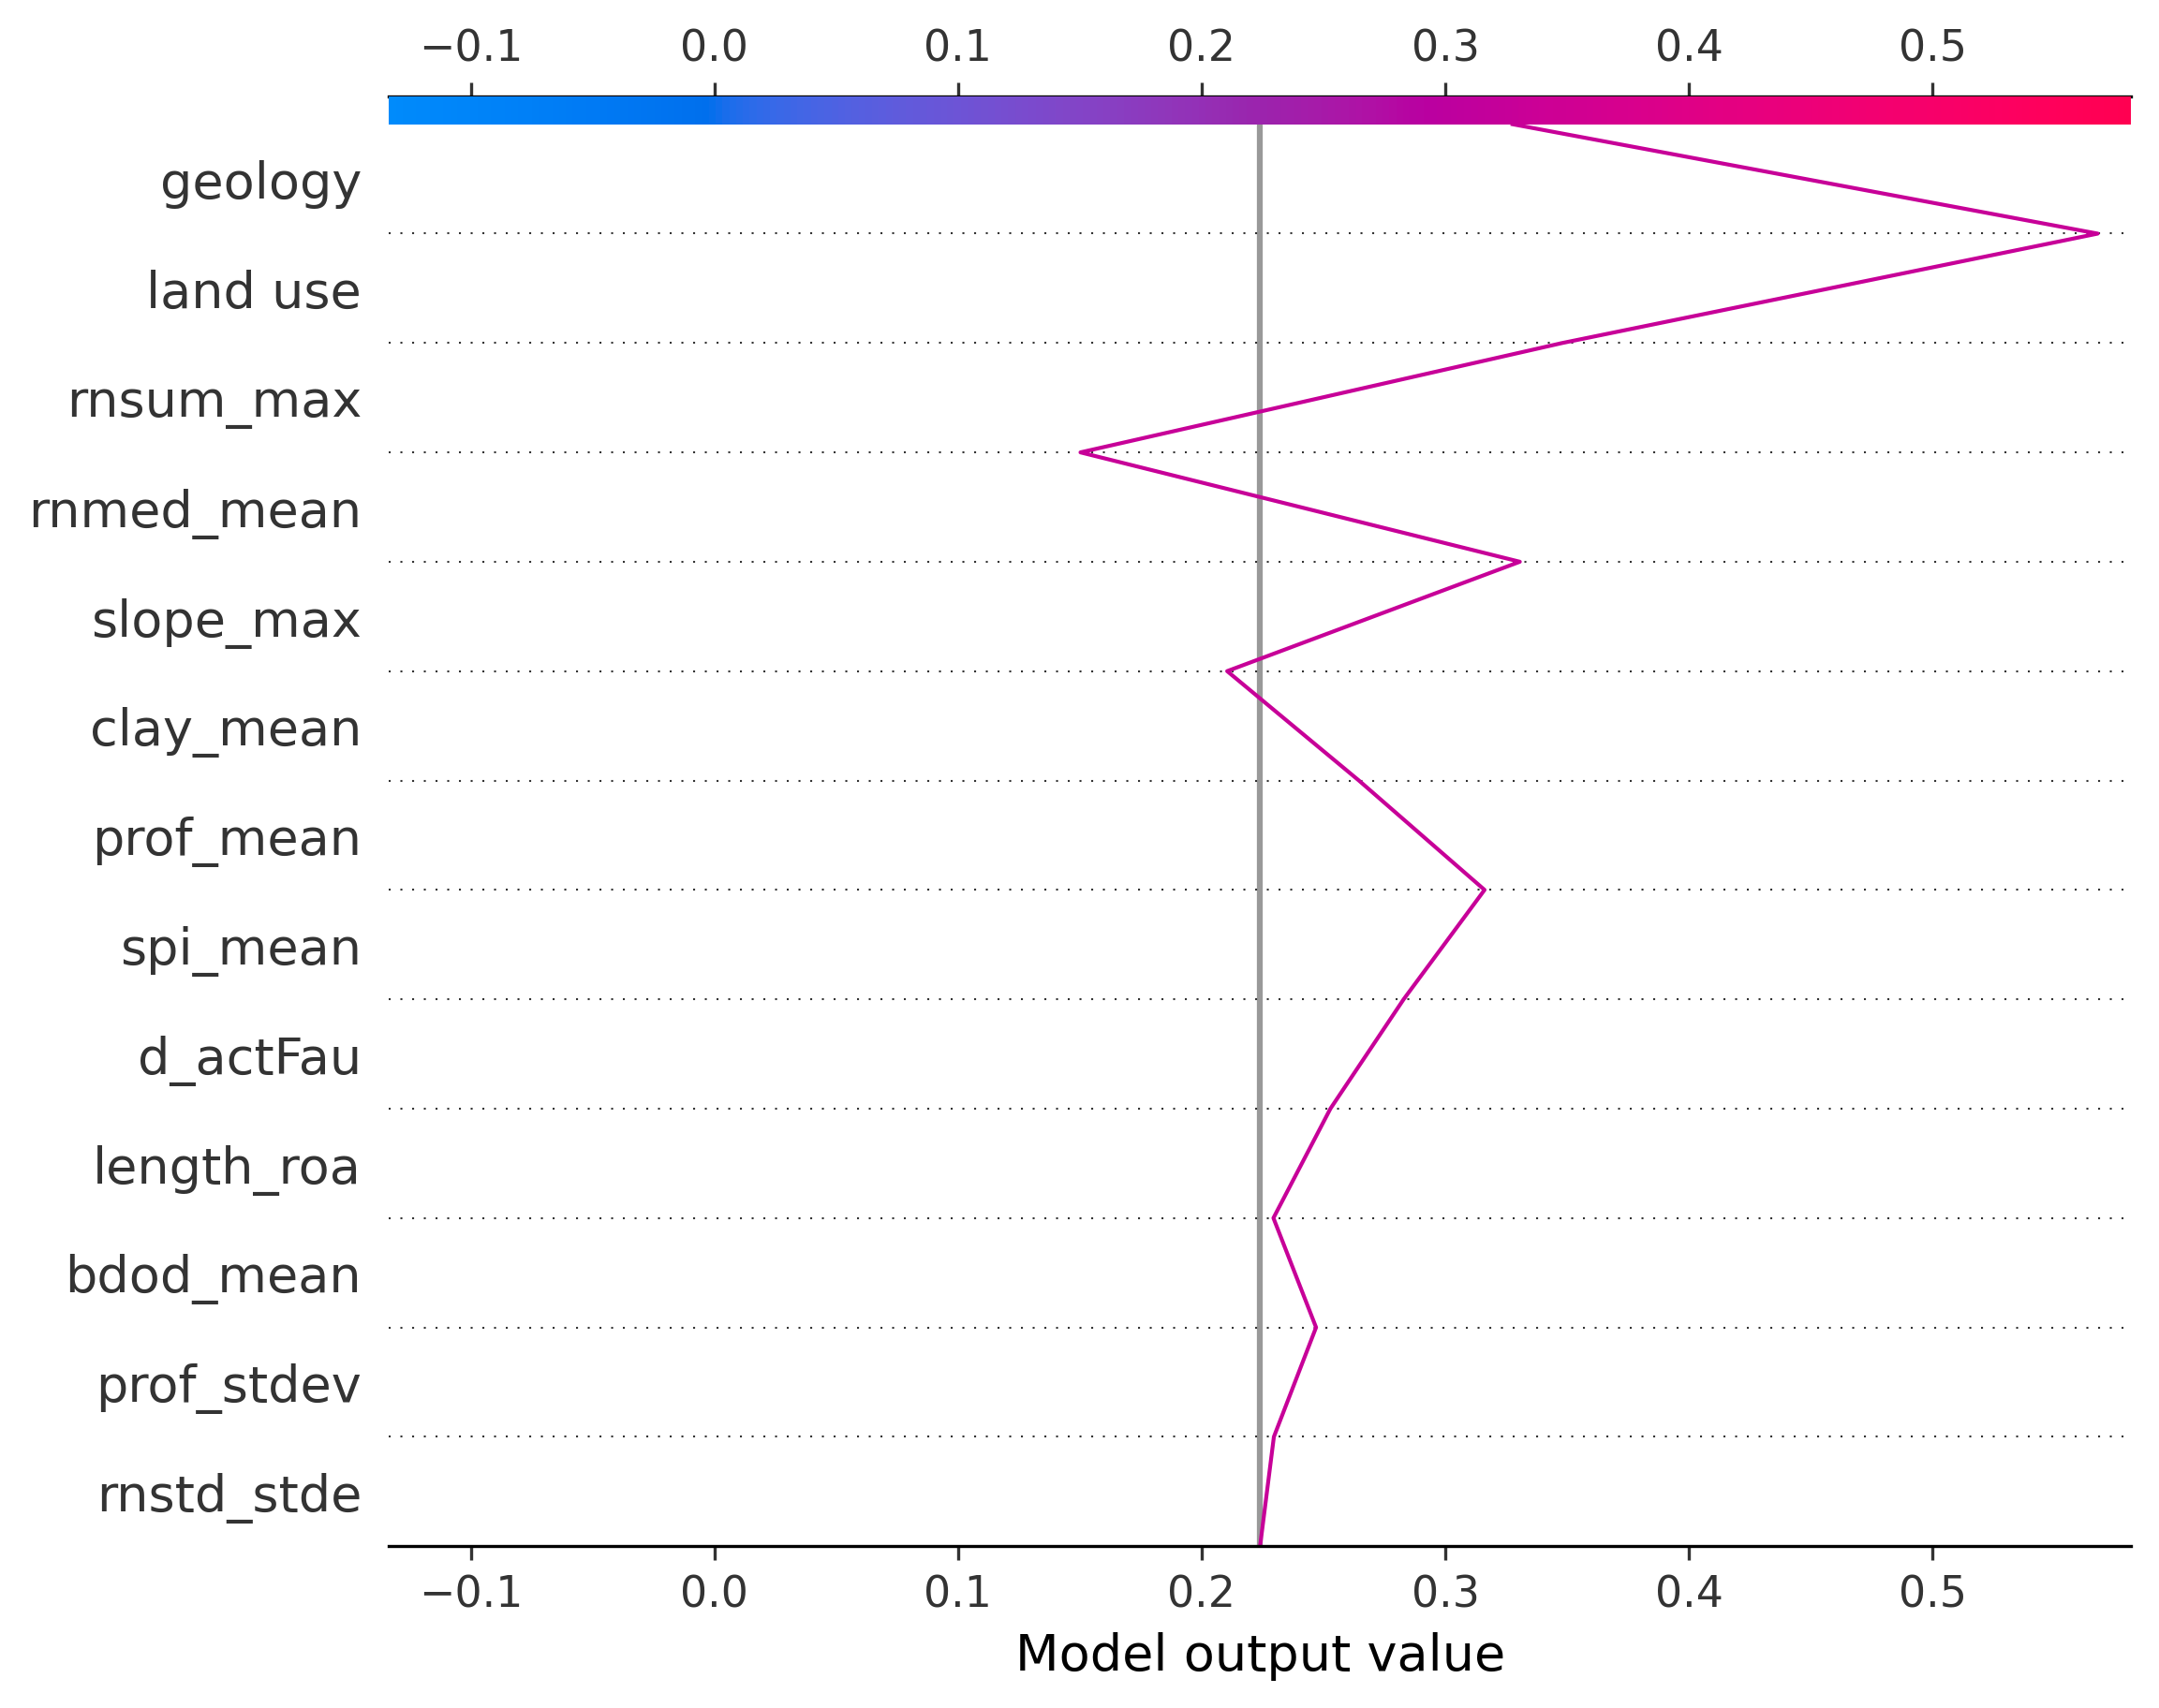 −0.1 0.0 0.1 0.2 0.3 0.4 0.5
geology
land use
rnsum_max
rnmed_mean
slope_max
clay_mean
prof_mean
spi_mean
d_actFau
length_roa
bdod_mean
prof_stdev
rnstd_stde
−0.1 0.0 0.1 0.2 0.3 0.4 0.5
Model output value